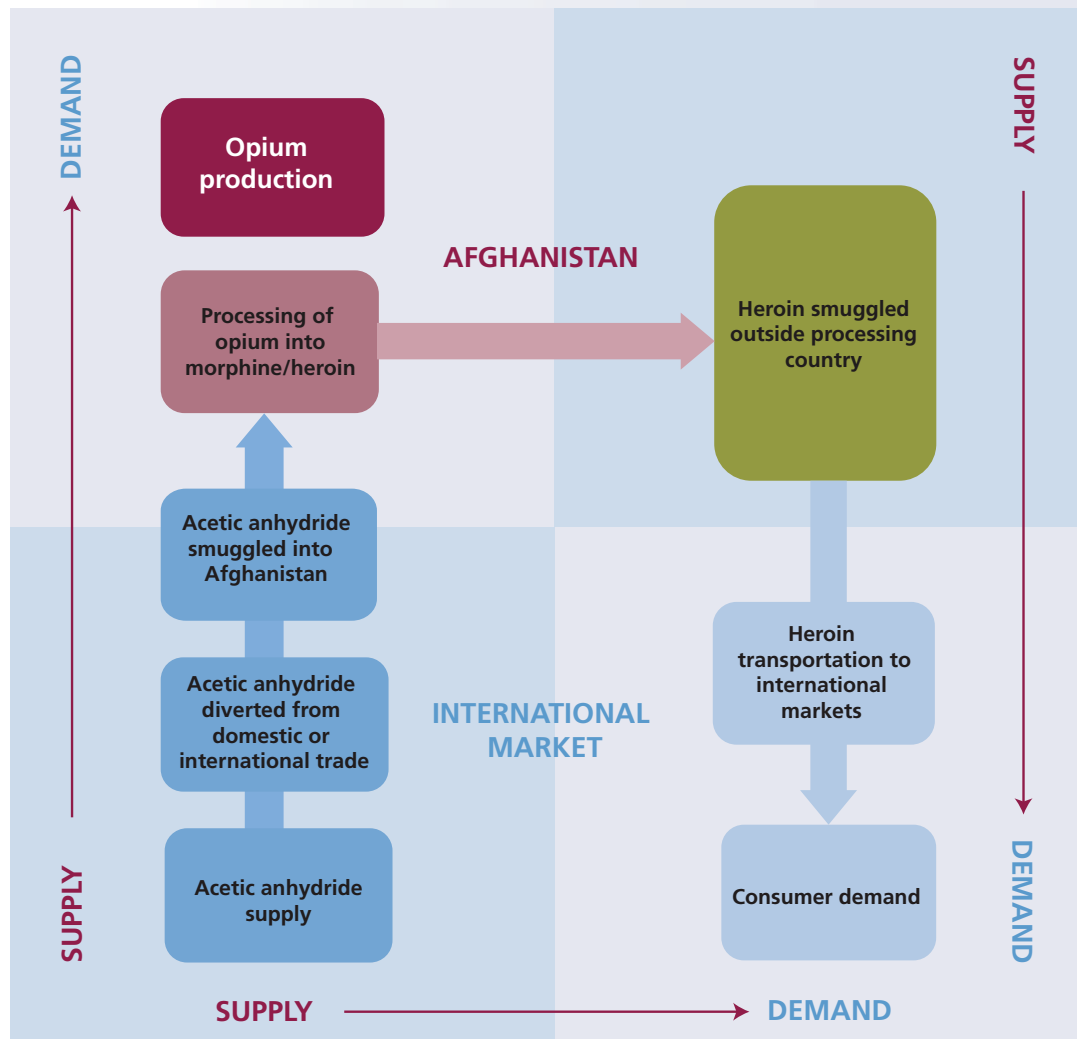 DEMAND
Opium
production
SUPPLY
AFGHANISTAN
Processing of
opium into
morphine/heroin
Heroin smuggled
outside processing
country
Acetic anhydride
smuggled into
Afghanistan
Acetic anhydride
diverted from
domestic or
international trade
INTERNATIONAL
MARKET
Heroin
transportation to
international
markets
SUPPLY
Acetic anhydride
supply
Consumer demand
DEMAND
SUPPLY
DEMAND